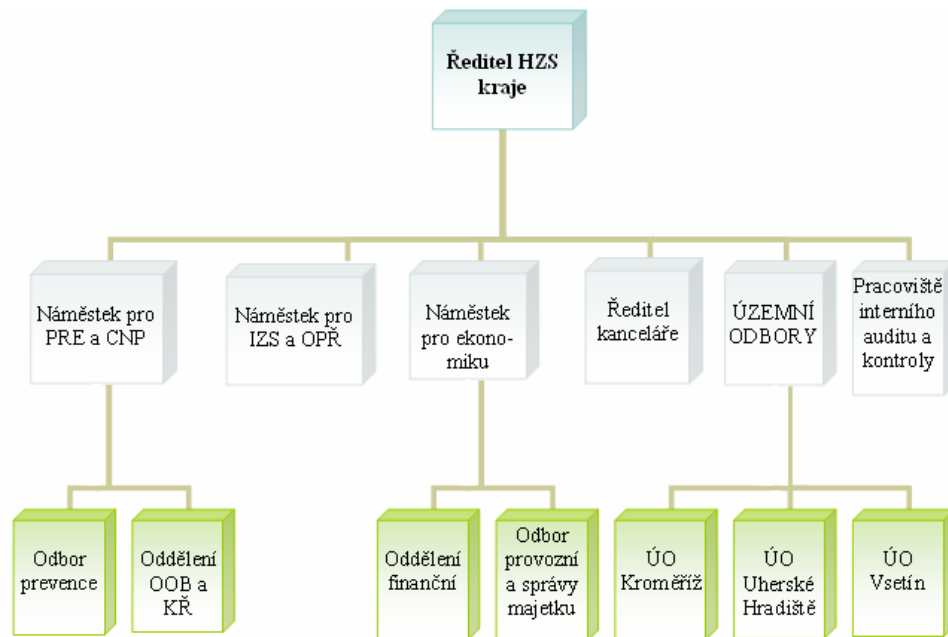 Ředitel HZS
kraje
Náměstek pro
PRE a CNP
Náměstek pro
IZS a OPŘ
Náměstek
pro ekono-
miku
Ředitel
kanceláře
ÚZEMNÍ
ODBORY
Pracoviště
interního
auditu a
kontroly
Odbor
prevence
Oddělení
OOB a
KŘ
Oddělení
finanční
Odbor
provozní
a správy
majetku
ÚO
Kroměříž
ÚO
Uherské
Hradiště
ÚO
Vsetín